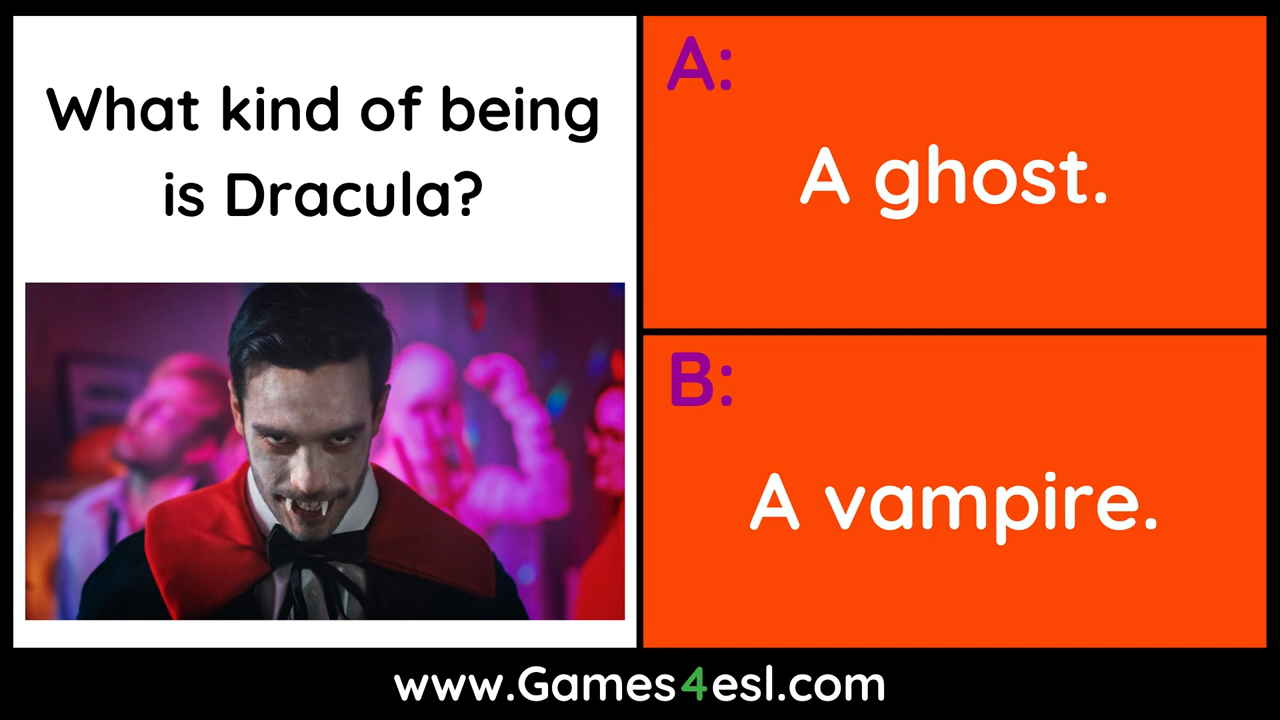 What kind of being
is Dracula?
A:
A ghost.
B:
A vampire.
www.Games4esl.com